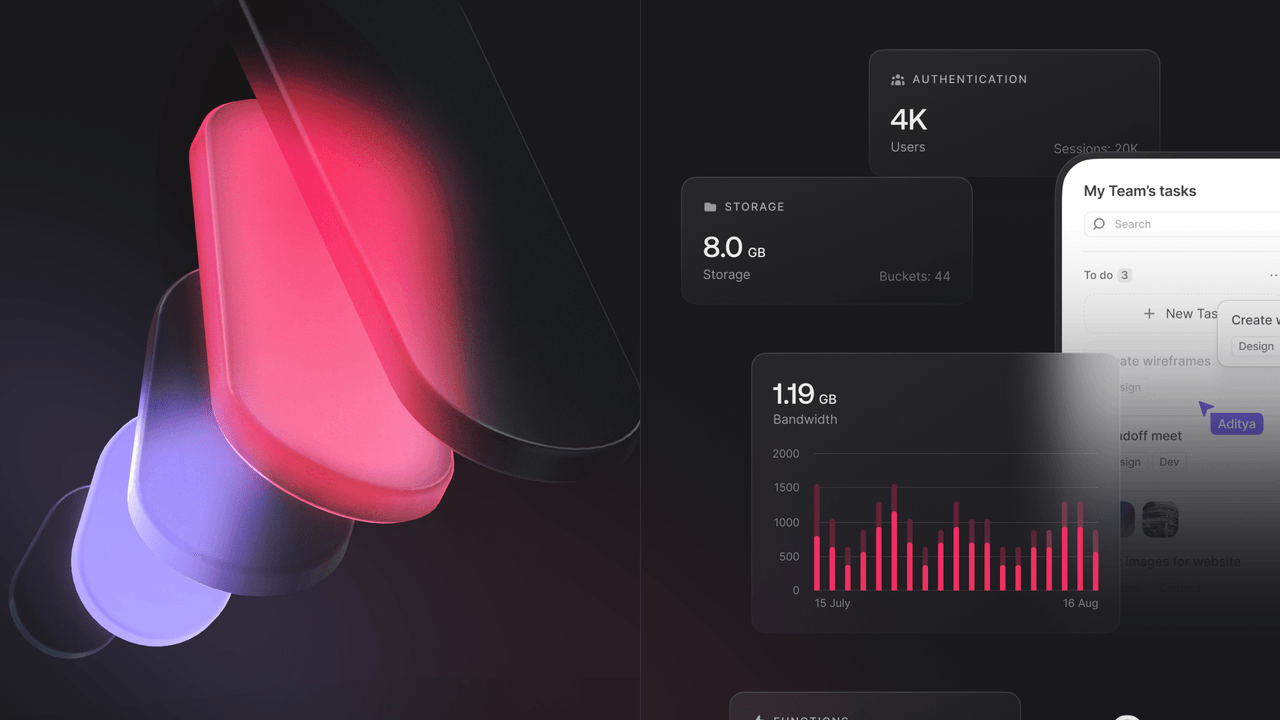 AUTHENTICATION
4K
Users
Sessions: 20K
STORAGE
8.0 GB
Storage
Buckets: 44
My Team's tasks
Search
To do 3
New Tas
Create w
Design
ate wireframes
sign
Aditya
doff meet
sign Dev
images for website
1.19 GB
Bandwidth
2000
1500
1000
500
0
15 July 16 Aug
FUNCTIONS